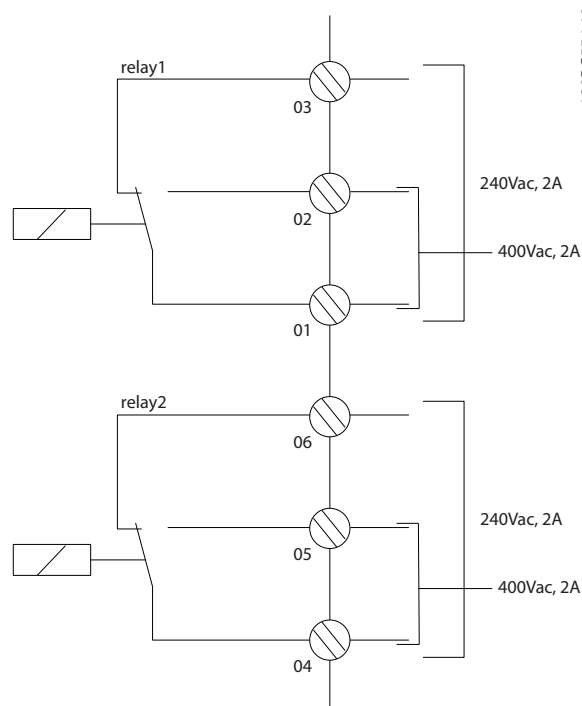 relay1
03
240Vac, 2A
02
400Vac, 2A
01
relay2
06
240Vac, 2A
05
400Vac, 2A
04